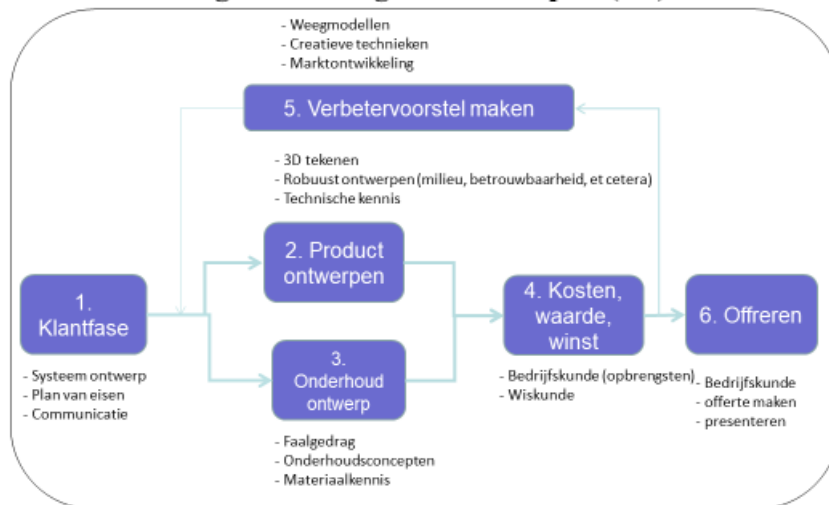 - Weegmodellen
- Creatieve technieken
- Marktontwikkeling
5. Verbetervoorstel maken
- 3D tekenen
- Robuust ontwerpen (milieu, betrouwbaarheid, et cetera)
- Technische kennis
2. Product
ontwerpen
1.
Klantfase
- Systeem ontwerp
- Plan van eisen
- Communicatie
3.
Onderhoud
ontwerp
- Faalgedrag
- Onderhoudsconcepten
- Materiaalkennis
4. Kosten,
waarde,
winst
- Bedrijfskunde (opbrengsten)
- Wiskunde
6. Offreren
- Bedrijfskunde
- offerte maken
- presenteren